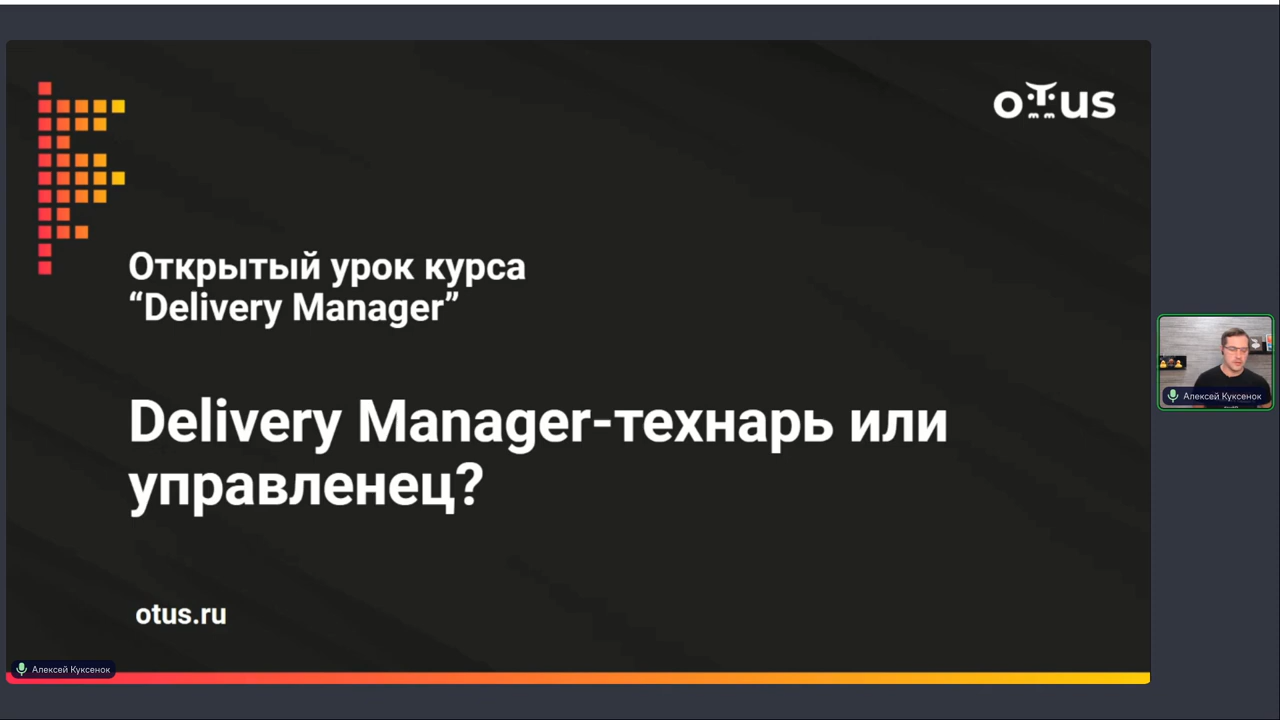 otus
Открытый урок курса
“Delivery Manager”
Delivery Manager-технарь или
управленец?
otus.ru
Алексей Куксенок
Алексей Куксенок